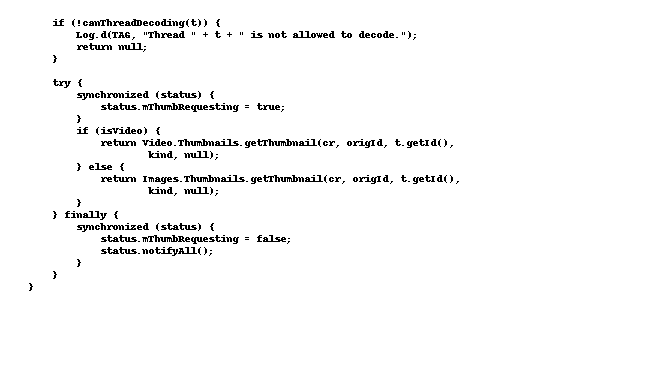 if (!canThreadDecoding(t)) {
Log.d(TAG, "Thread " + t + " is not allowed to decode.");
return null;
}
try {
synchronized (status) {
status.mThumbRequesting = true;
}
if (isVideo) {
return Video.Thumbnails.getThumbnail(cr, origId, t.getId(),
kind, null);
} else {
return Images.Thumbnails.getThumbnail(cr, origId, t.getId(),
kind, null);
}
} finally {
synchronized (status) {
status.mThumbRequesting = false;
status.notifyAll();
}
}
}